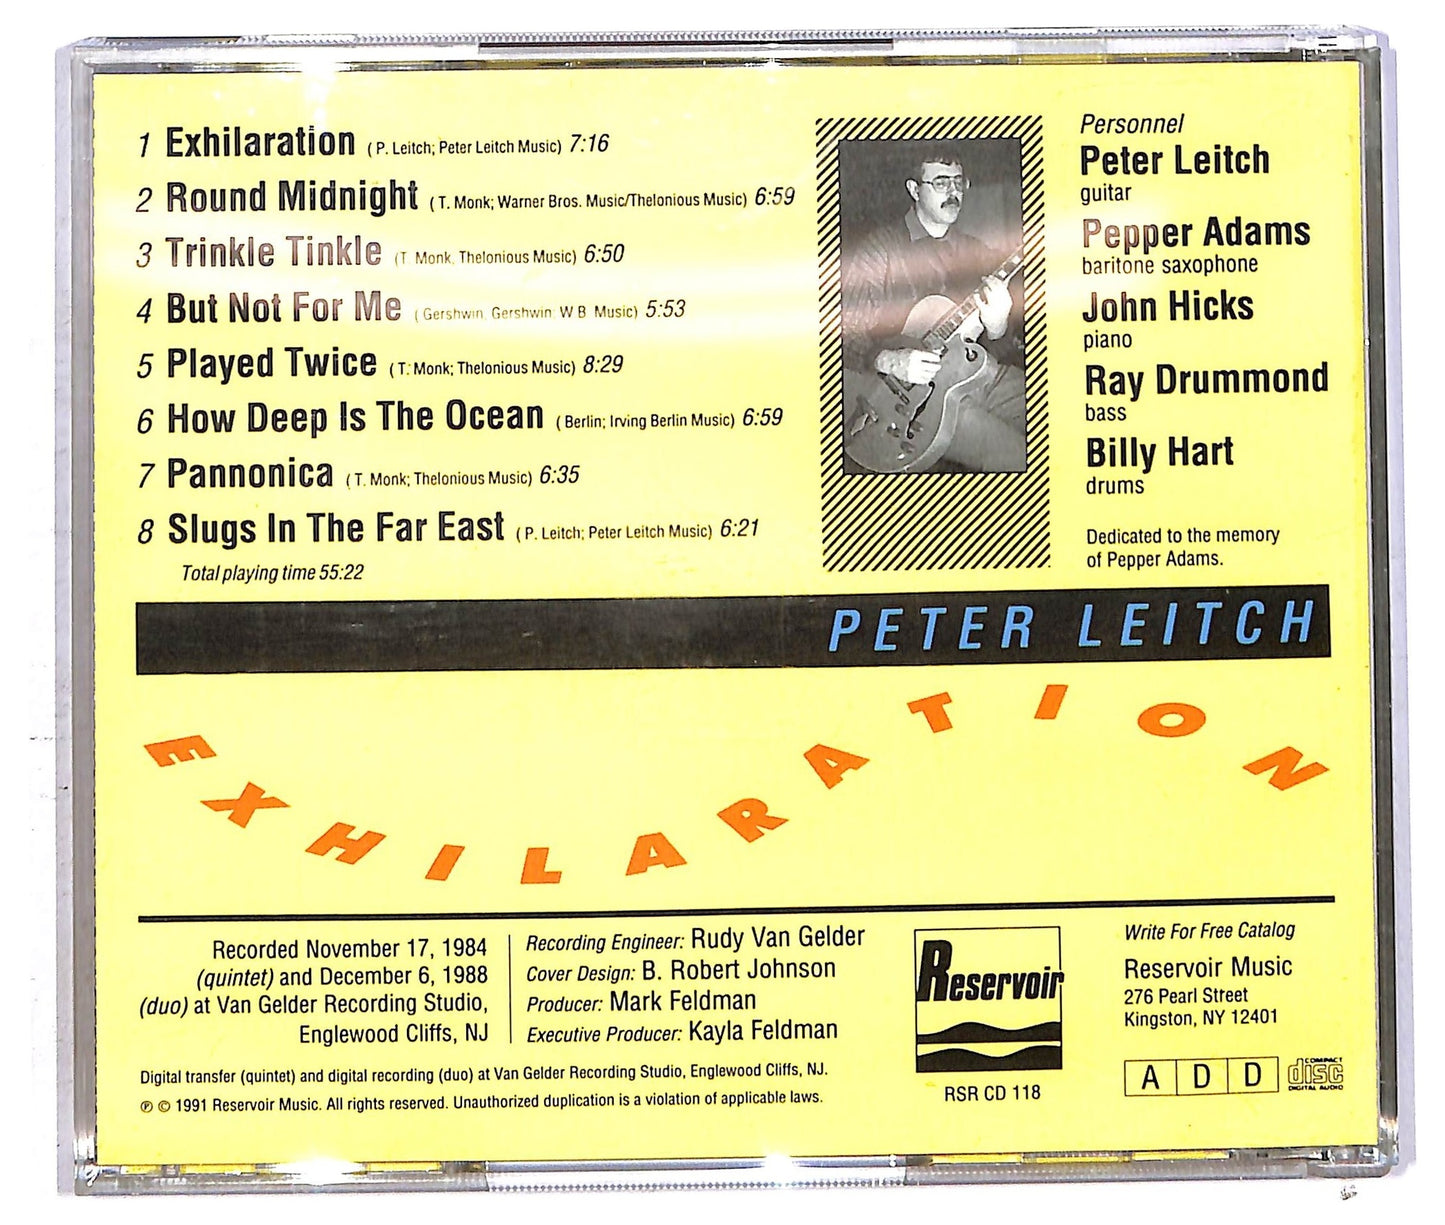 1 Exhilaration (P. Leitch; Peter Leitch Music) 7:16
2 Round Midnight (T. Monk; Warner Bros. Music/Thelonious Music) 6:59
3 Trinkle Tinkle (T. Monk, Thelonious Music) 6:50
4 But Not For Me (Gershwin, Gershwin; W B Music) 5:53
5 Played Twice (T. Monk; Thelonious Music) 8:29
6 How Deep Is The Ocean (Berlin; Irving Berlin Music) 6:59
7 Pannonica (T. Monk; Thelonious Music) 6:35
8 Slugs In The Far East (P. Leitch; Peter Leitch Music) 6:21
Total playing time 55:22
Personnel
Peter Leitch
guitar
Pepper Adams
baritone saxophone
John Hicks
piano
Ray Drummond
bass
Billy Hart
drums
Dedicated to the memory
of Pepper Adams.
PETER LEITCH
EXHILARATION
Recorded November 17, 1984
(quintet) and December 6, 1988
(duo) at Van Gelder Recording Studio,
Englewood Cliffs, NJ
Recording Engineer: Rudy Van Gelder
Cover Design: B. Robert Johnson
Producer: Mark Feldman
Executive Producer: Kayla Feldman
Digital transfer (quintet) and digital recording (duo) at Van Gelder Recording Studio, Englewood Cliffs, NJ.
℗ © 1991 Reservoir Music. All rights reserved. Unauthorized duplication is a violation of applicable laws.
Reservoir
RSR CD 118
Write For Free Catalog
Reservoir Music
276 Pearl Street
Kingston, NY 12401
A D D
COMPACT
disc
DIGITAL AUDIO